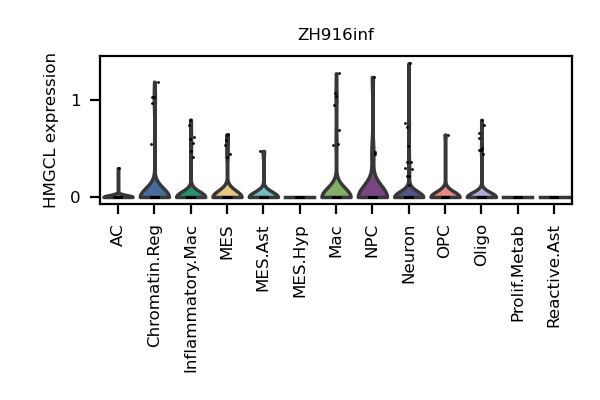 ZH916inf
HMGCL expression
1
0
AC
Chromatin.Reg
Inflammatory.Mac
MES
MES.Ast
MES.Hyp
Mac
NPC
Neuron
OPC
Oligo
Prolif.Metab
Reactive.Ast